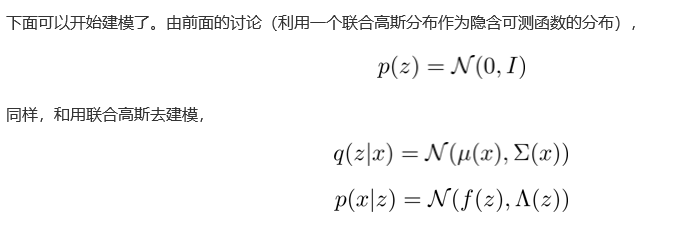 下面可以开始建模了。由前面的讨论（利用一个联合高斯分布作为隐含可测函数的分布），
p(z) = 𝒩(0, I)
同样，和用联合高斯去建模，
q(z|x) = 𝒩(μ(x), Σ(x))
p(x|z) = 𝒩(f(z), Λ(z))